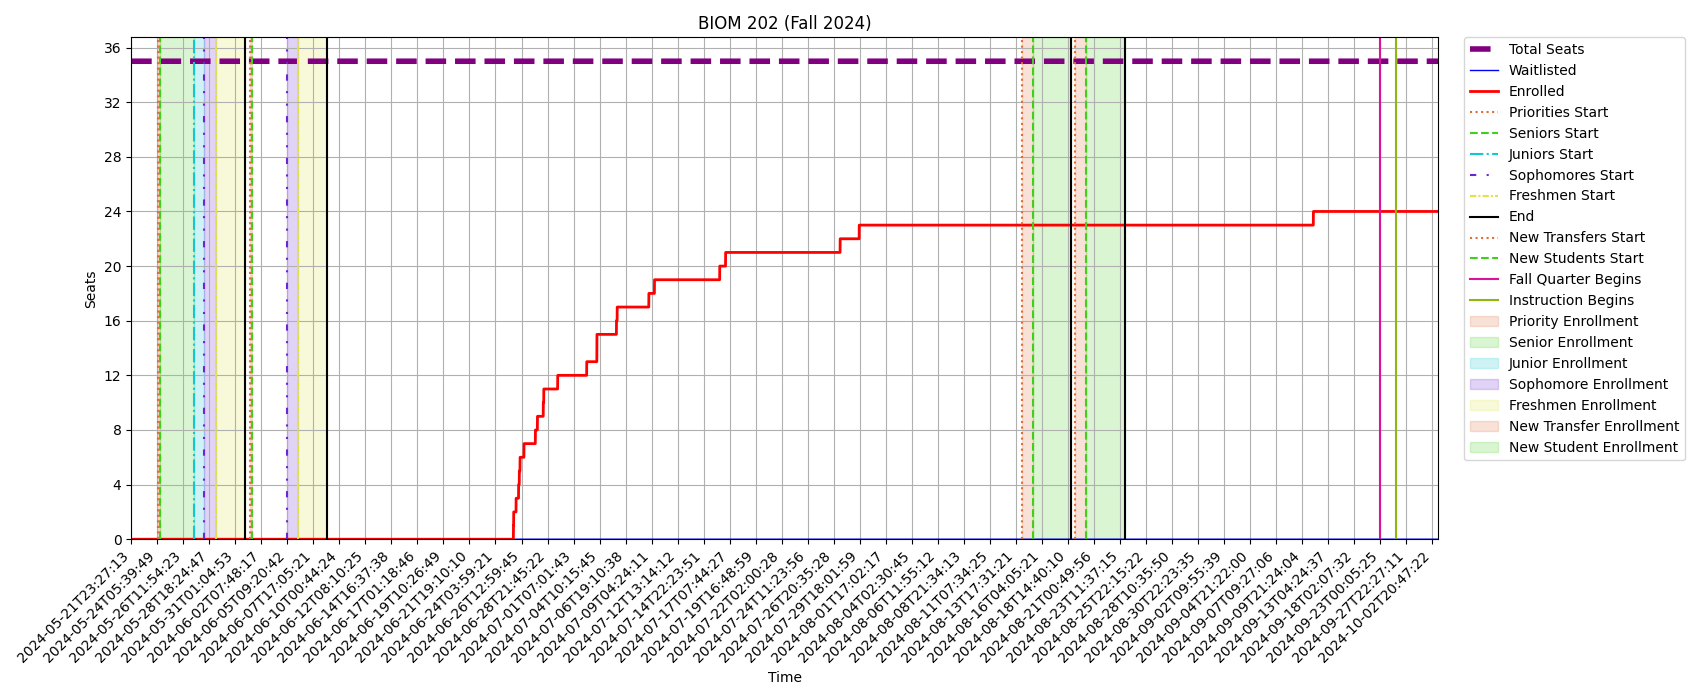 BIOM 202 (Fall 2024)
36
32
28
24
20
16
12
8
4
0
Seats
2024-05-21T23:27:13
2024-05-24T05:39:49
2024-05-26T11:54:23
2024-05-28T18:24:47
2024-05-31T01:04:53
2024-06-02T07:48:17
2024-06-05T09:20:42
2024-06-07T17:05:21
2024-06-10T00:44:24
2024-06-12T08:10:25
2024-06-14T16:37:38
2024-06-17T01:18:46
2024-06-19T10:26:49
2024-06-21T19:10:10
2024-06-24T03:59:21
2024-06-26T12:59:45
2024-06-28T21:45:22
2024-07-01T07:01:43
2024-07-04T10:15:45
2024-07-06T19:10:38
2024-07-09T04:24:11
2024-07-12T13:14:12
2024-07-14T22:23:51
2024-07-17T07:44:27
2024-07-19T16:48:59
2024-07-22T02:00:28
2024-07-24T11:23:56
2024-07-26T20:35:28
2024-07-29T18:01:59
2024-08-01T17:02:17
2024-08-04T02:30:45
2024-08-06T11:55:12
2024-08-08T21:34:13
2024-08-11T07:34:25
2024-08-13T17:31:21
2024-08-16T04:05:21
2024-08-18T14:40:10
2024-08-21T00:49:56
2024-08-23T11:37:15
2024-08-25T22:15:22
2024-08-28T10:35:50
2024-08-30T22:23:35
2024-09-02T09:55:39
2024-09-04T21:22:00
2024-09-07T09:27:06
2024-09-09T21:24:04
2024-09-13T04:24:37
2024-09-18T02:07:32
2024-09-23T00:05:25
2024-09-27T22:27:11
2024-10-02T20:47:22
Time
Total Seats
Waitlisted
Enrolled
Priorities Start
Seniors Start
Juniors Start
Sophomores Start
Freshmen Start
End
New Transfers Start
New Students Start
Fall Quarter Begins
Instruction Begins
Priority Enrollment
Senior Enrollment
Junior Enrollment
Sophomore Enrollment
Freshmen Enrollment
New Transfer Enrollment
New Student Enrollment